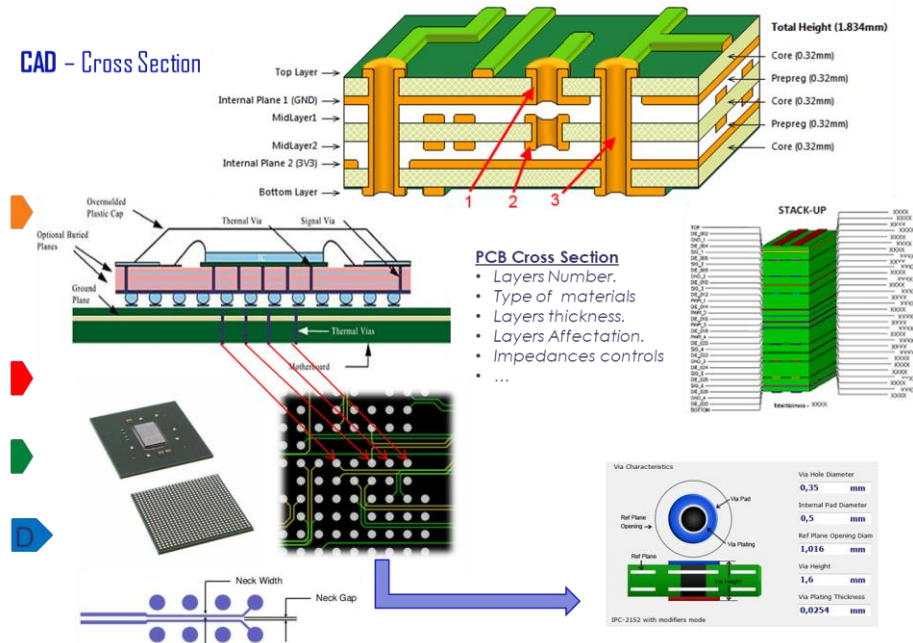 CAD – Cross Section
Total Height (1.834mm)
Top Layer
Internal Plane 1 (GND)
MidLayer1
MidLayer2
Internal Plane 2 (3V3)
Bottom Layer
Core (0.32mm)
Prepreg (0.32mm)
Core (0.32mm)
Prepreg (0.32mm)
Core (0.32mm)
1
2
3
Overmolded
Plastic Cap
Thermal Via
Signal Via
Optional Buried
Planes
Ground
Plane
Thermal Vias
Motherboard
PCB Cross Section
• Layers Number.
• Type of materials
• Layers thickness.
• Layers Affectation.
• Impedances controls
• ...
STACK-UP
TOP
BOTTOM
XXXX
D
Neck Width
Neck Gap
Via Characteristics
Via Pad
Ref Plane
Opening
Via Plating
Ref Plane
Via Height
IPC-2152 with modifiers mode
Via Hole Diameter
0,35 mm
Internal Pad Diameter
0,5 mm
Ref Plane Opening Diam
1,016 mm
Via Height
1,6 mm
Via Plating Thickness
0,0254 mm